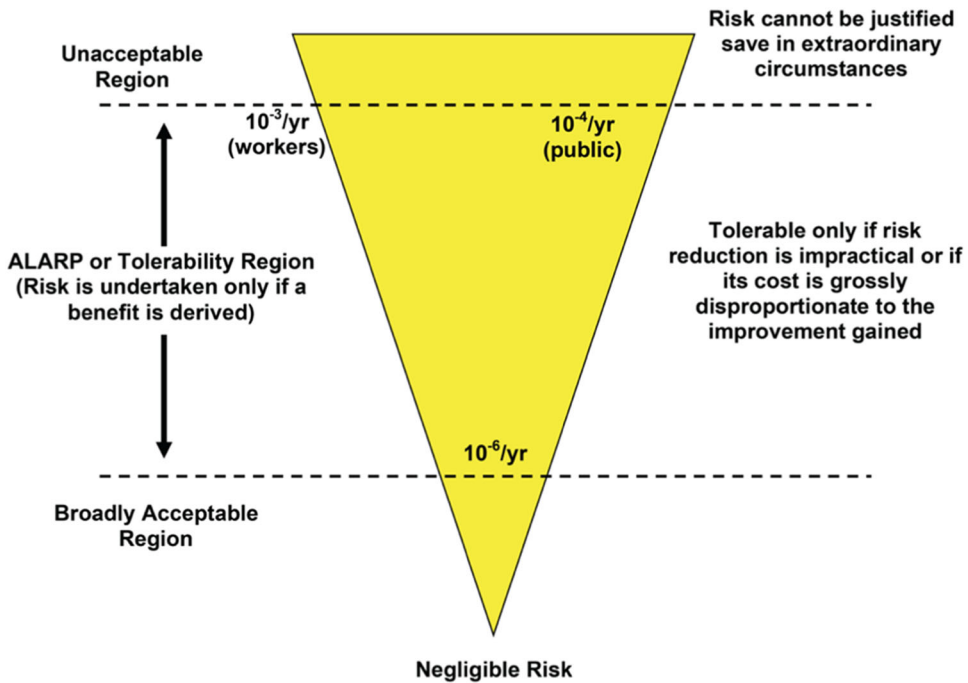 Unacceptable
Region
Risk cannot be justified
save in extraordinary
circumstances
10⁻³/yr
(workers)
10⁻⁴/yr
(public)
ALARP or Tolerability Region
(Risk is undertaken only if a
benefit is derived)
Tolerable only if risk
reduction is impractical or if
its cost is grossly
disproportionate to the
improvement gained
10⁻⁶/yr
Broadly Acceptable
Region
Negligible Risk